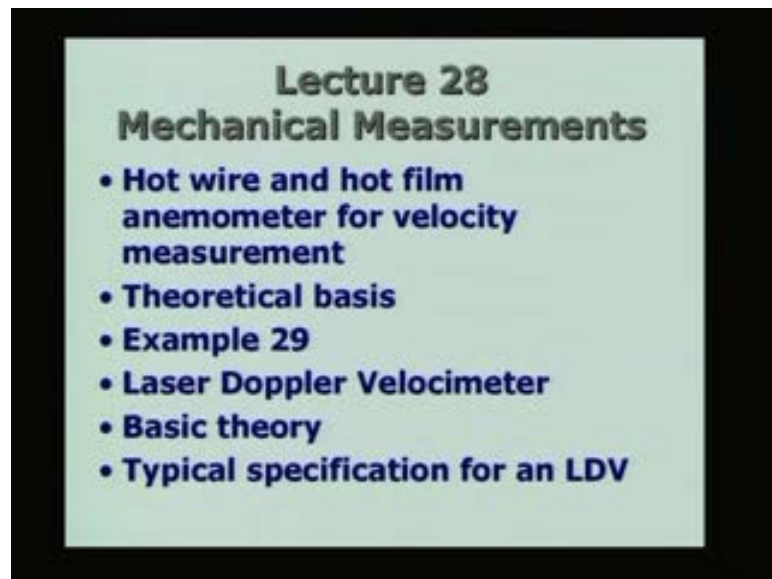 Lecture 28
Mechanical Measurements
• Hot wire and hot film
anemometer for velocity
measurement
• Theoretical basis
• Example 29
• Laser Doppler Velocimeter
• Basic theory
• Typical specification for an LDV